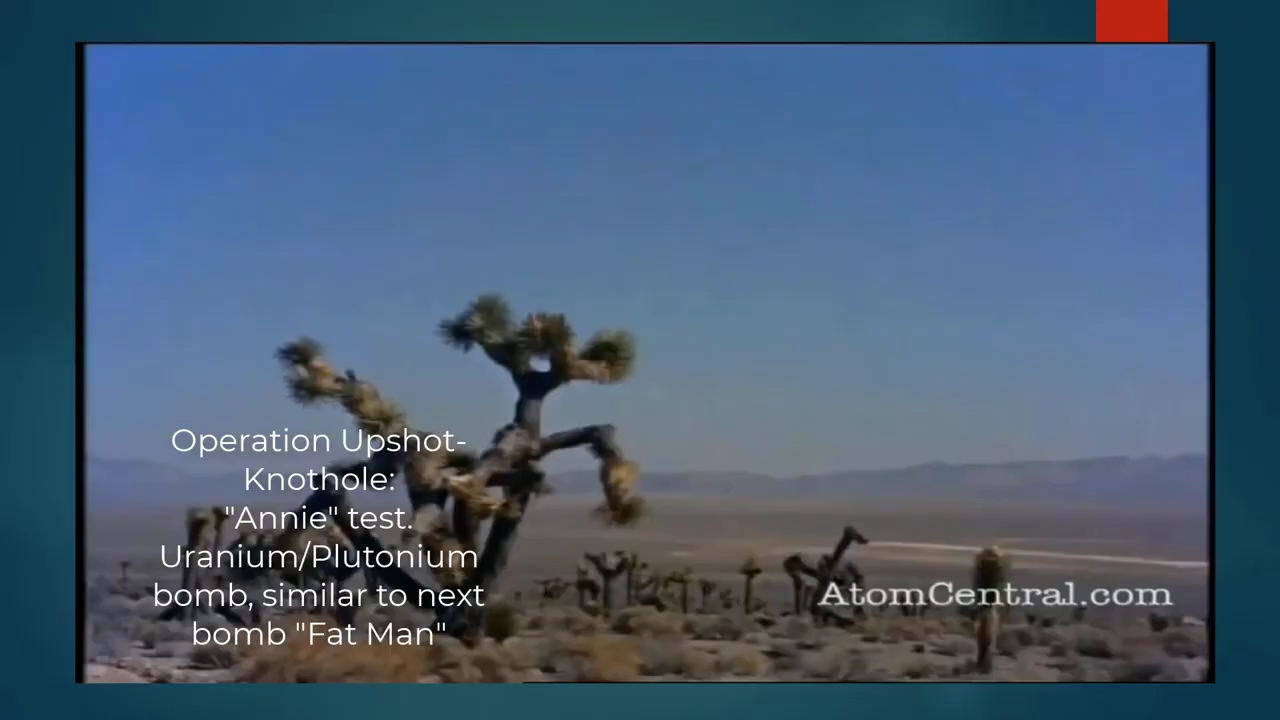 Operation Upshot-
Knothole:
"Annie" test.
Uranium/Plutonium
bomb, similar to next
bomb "Fat Man"
AtomCentral.com